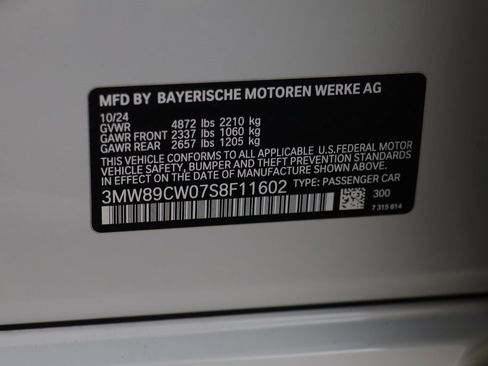 MFD BY BAYERISCHE MOTOREN WERKE AG
10/24
GVWR 4872 lbs 2210 kg
GAWR FRONT 2337 lbs 1060 kg
GAWR REAR 2657 lbs 1205 kg
THIS VEHICLE CONFORMS TO ALL APPLICABLE U.S.FEDERAL MOTOR
VEHICLE SAFETY, BUMPER AND THEFT PREVENTION STANDARDS
IN EFFECT ON THE DATE OF MANUFACTURE SHOWN ABOVE.
3MW89CW07S8F11602 TYPE: PASSENGER CAR
300
7 315 814